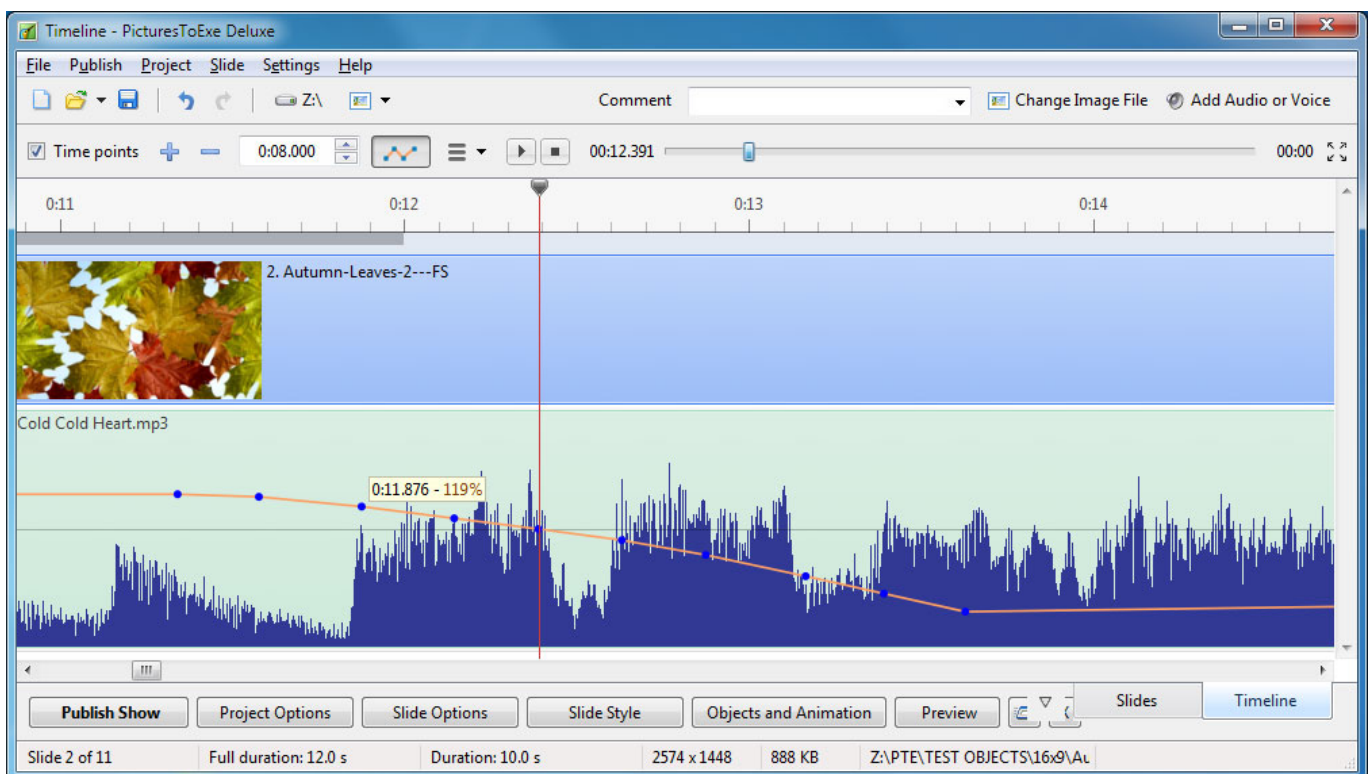 Timeline - PicturesToExe Deluxe
File Publish Project Slide Settings Help
Z:\ Comment Change Image File Add Audio or Voice
Time points 0:08.000 00:12.391 00:00
0:11 0:12 0:13 0:14
2. Autumn-Leaves-2---FS
Cold Cold Heart.mp3
0:11.876 - 119%
Publish Show Project Options Slide Options Slide Style Objects and Animation Preview Slides Timeline
Slide 2 of 11 Full duration: 12.0 s Duration: 10.0 s 2574 x 1448 888 KB Z:\PTE\TEST OBJECTS\16x9\Au